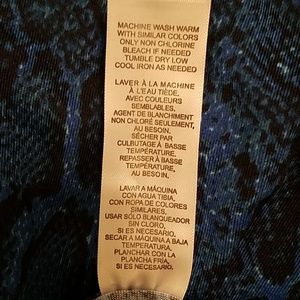 MACHINE WASH WARM
WITH SIMILAR COLORS
ONLY NON CHLORINE
BLEACH IF NEEDED
TUMBLE DRY LOW
COOL IRON AS NEEDED
LAVER À LA MACHINE
À L'EAU TIÉDE,
AVEC COULEURS
SEMBLABLES.
AGENT DE BLANCHIMENT
NON CHLORÉ SEULEMENT,
AU BESOIN.
SÉCHER PAR
CULBUTAGE À BASSE
TEMPÉRATURE.
REPASSER À BASSE
TEMPÉRATURE,
AU BESOIN.
LAVAR A MÁQUINA
CON AGUA TIBIA,
CON ROPA DE COLORES
SIMILARES.
USAR SÓLO BLANQUEADOR
SIN CLORO,
SI ES NECESARIO.
SECAR A MÁQUINA A BAJA
TEMPERATURA.
PLANCHAR CON LA
PLANCHA FRÍA,
SI ES NECESARIO.